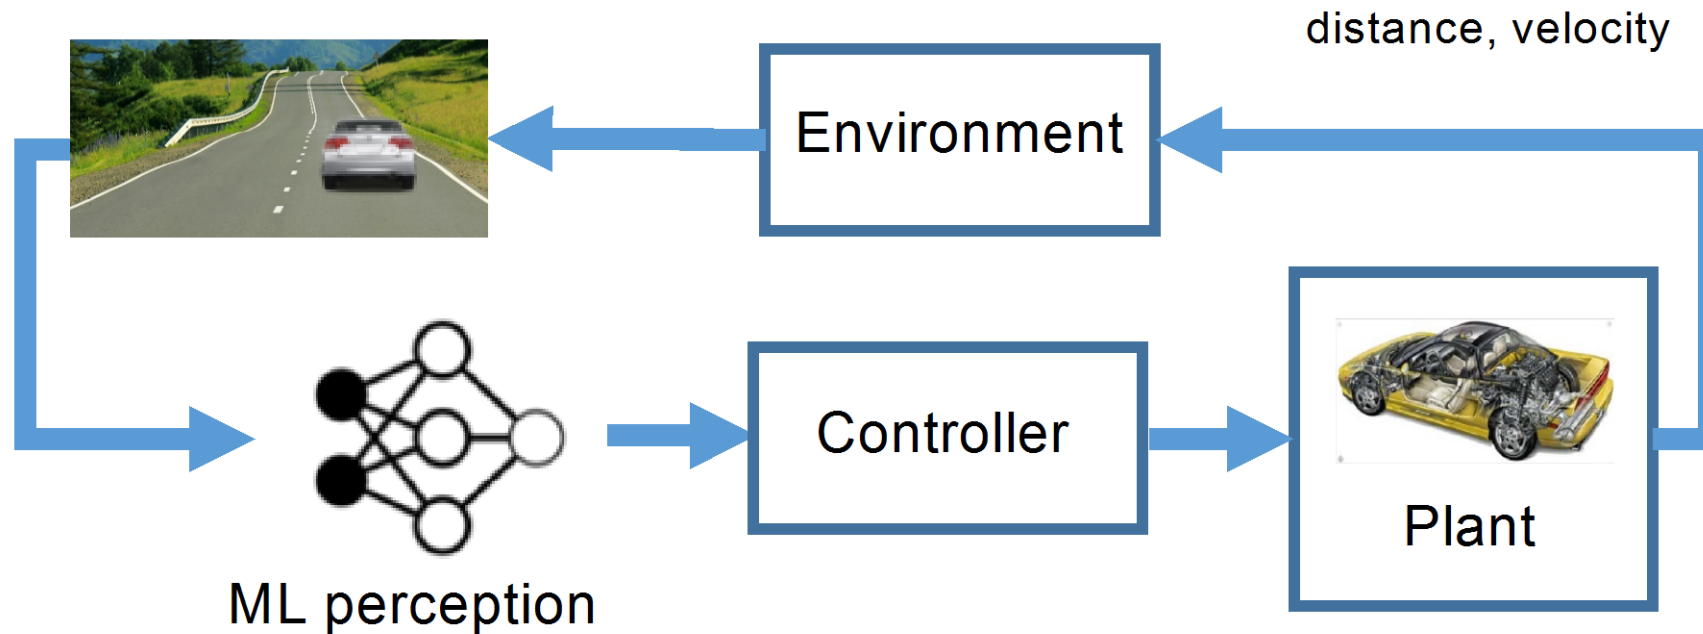 distance, velocity
Environment
Controller
Plant
ML perception